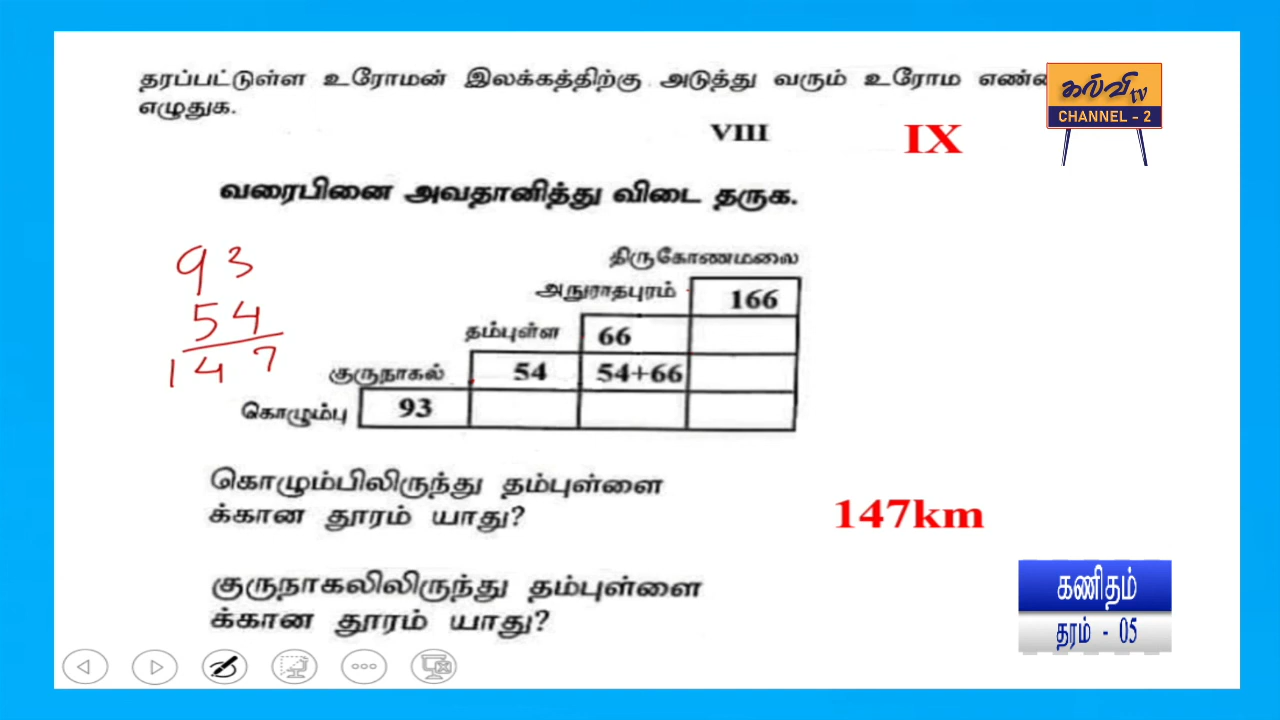 தரப்பட்டுள்ள உரோமன் இலக்கத்திற்கு அடுத்து வரும் உரோம
எழுதுக.
VIII IX
கல்வி tv
CHANNEL - 2
வரைபினை அவதானித்து விடை தருக.
93
54
147
திருகோணமலை
அநுராதபுரம் 166
தம்புள்ள 66
குருநாகல் 54 54+66
கொழும்பு 93
கொழும்பிலிருந்து தம்புள்ளை
க்கான தூரம் யாது?
147km
குருநாகலிலிருந்து தம்புள்ளை
க்கான தூரம் யாது?
கணிதம்
தரம் - 05